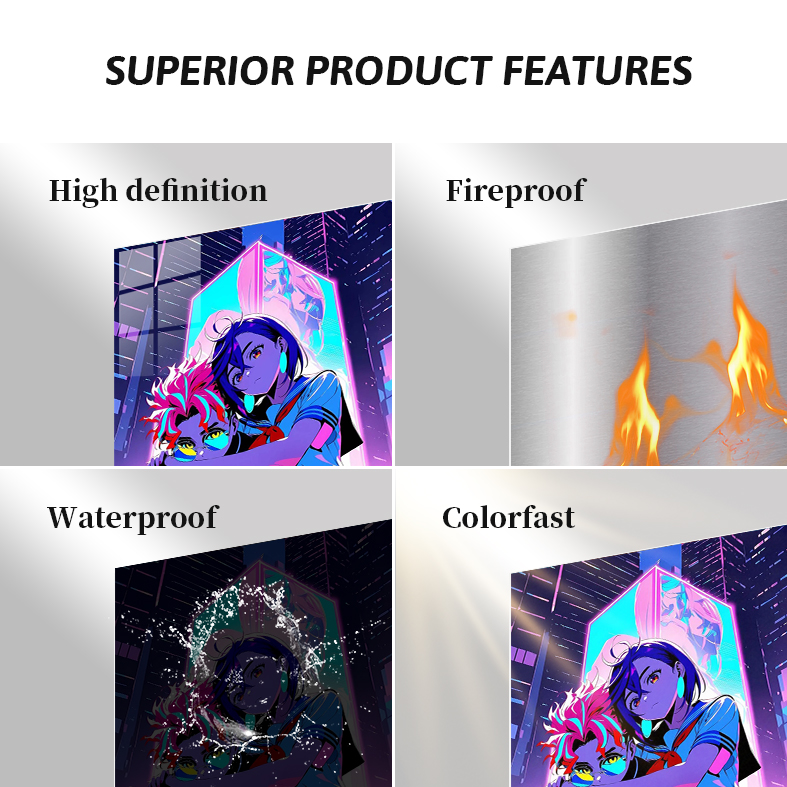 SUPERIOR PRODUCT FEATURES
High definition
Fireproof
Waterproof
Colorfast